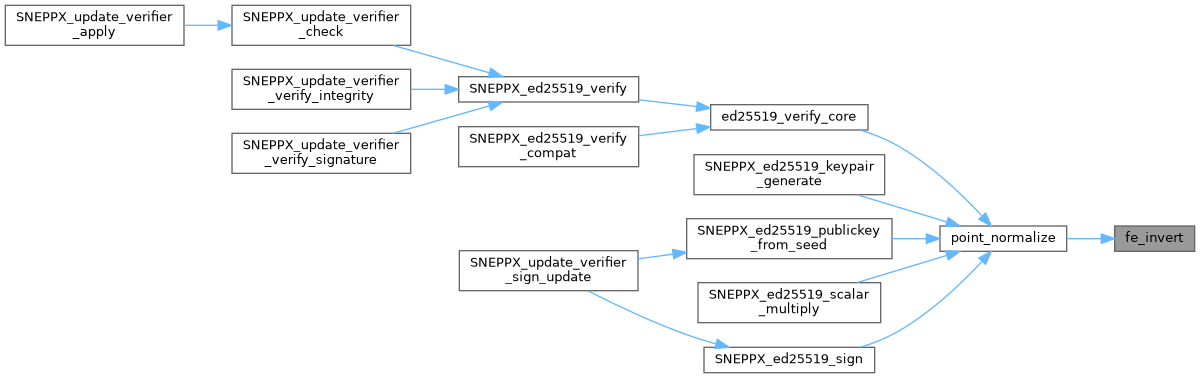 SNEPPX_update_verifier
_apply
SNEPPX_update_verifier
_check
SNEPPX_update_verifier
_verify_integrity
SNEPPX_update_verifier
_verify_signature
SNEPPX_ed25519_verify
SNEPPX_ed25519_verify
_compat
ed25519_verify_core
SNEPPX_ed25519_keypair
_generate
SNEPPX_ed25519_publickey
_from_seed
SNEPPX_update_verifier
_sign_update
SNEPPX_ed25519_scalar
_multiply
SNEPPX_ed25519_sign
point_normalize
fe_invert